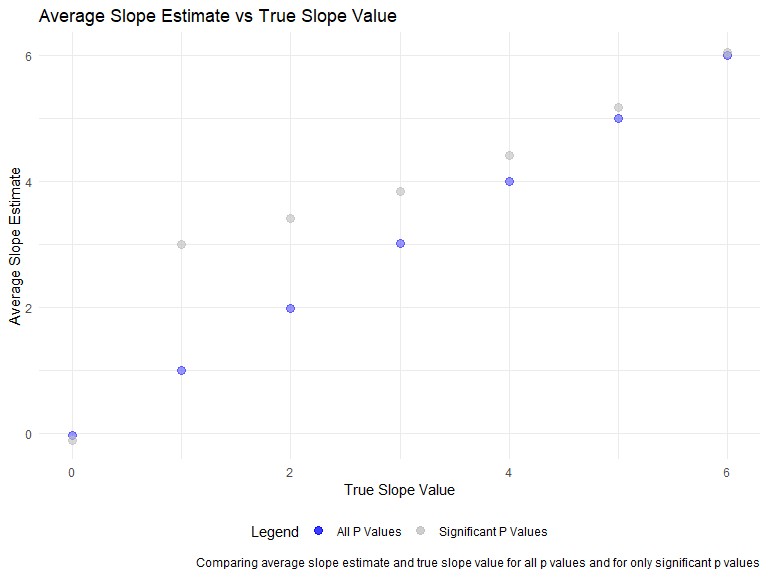 Average Slope Estimate vs True Slope Value
Average Slope Estimate
6
4
2
0
0 2 4 6
True Slope Value
Legend All P Values Significant P Values
Comparing average slope estimate and true slope value for all p values and for only significant p values